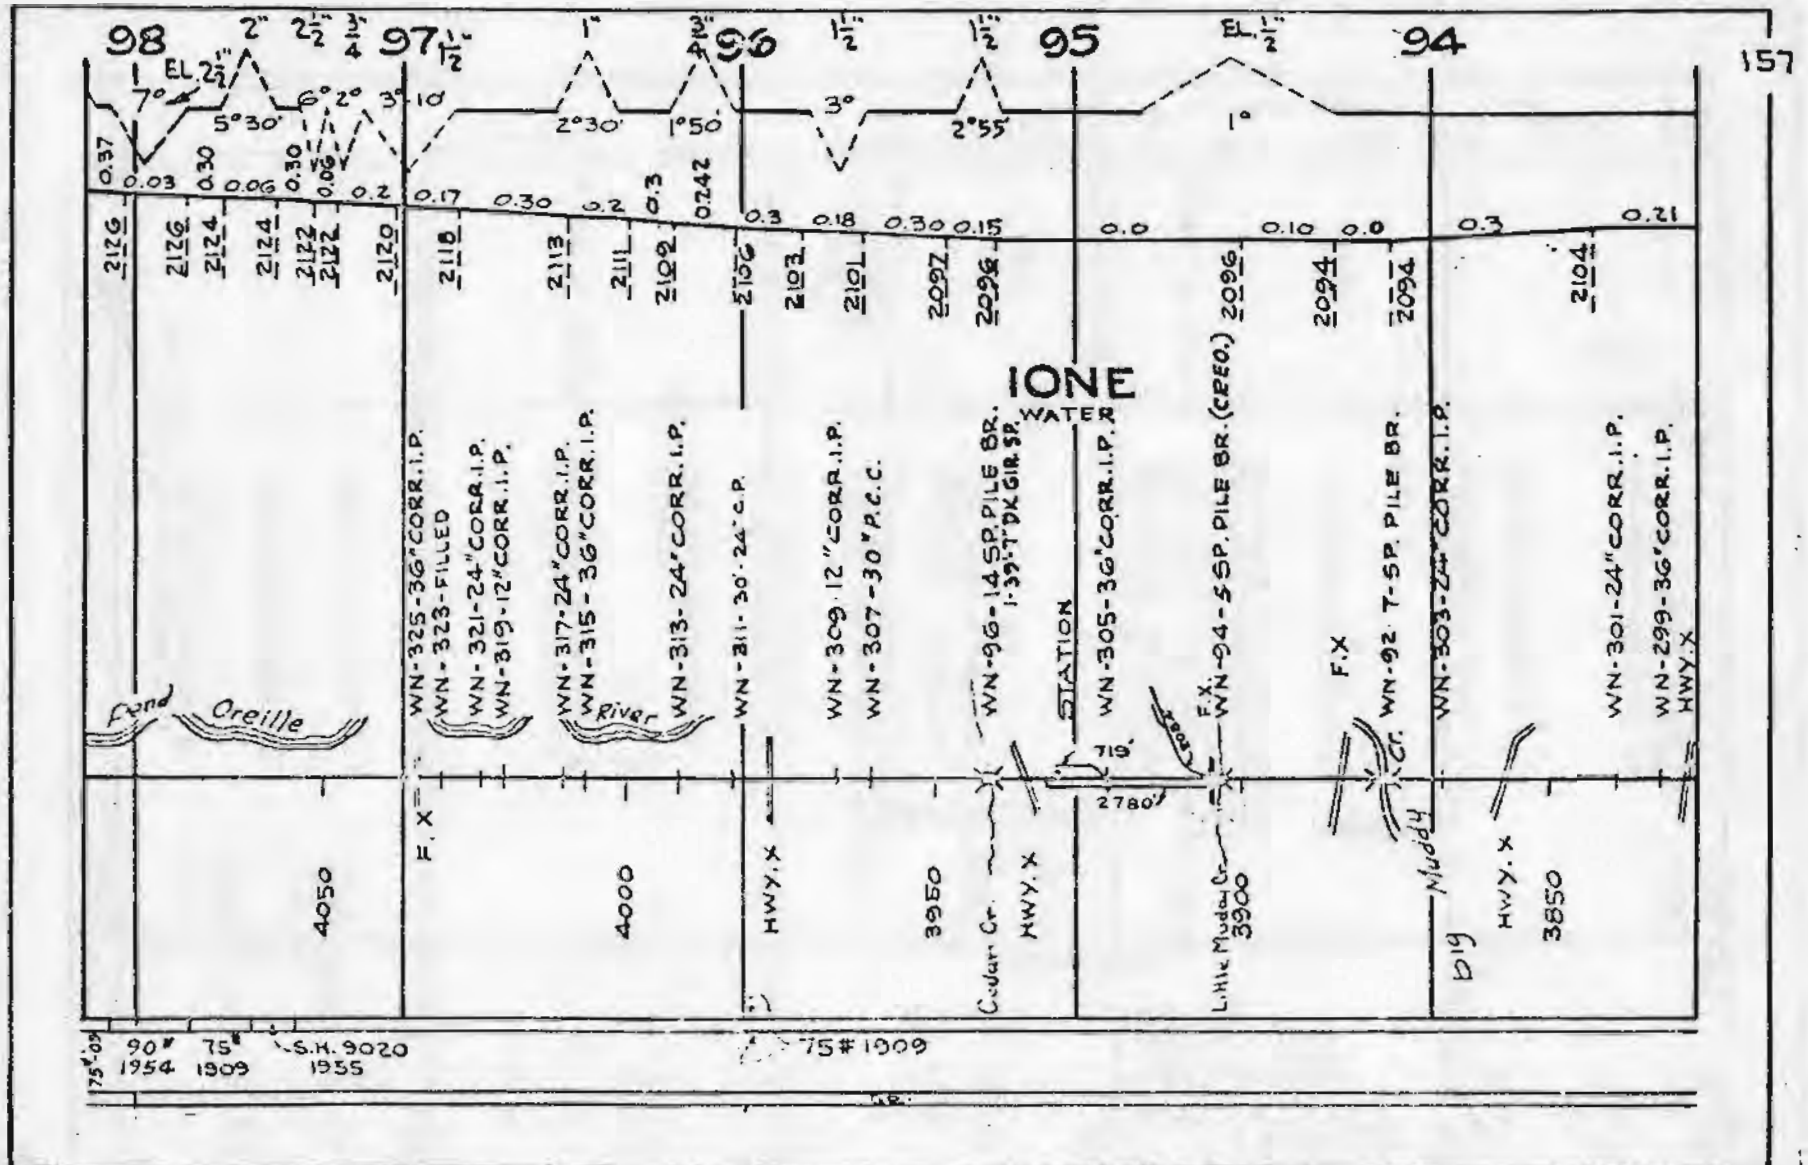 98 2" 2½" ¾" 97 1½" 1" ¾" 96 1½" 1½" 95 EL. ½" 94
157
EL. 2½"
7° 5°30' 6° 2° 3°-10' 2°30' 1°50' 3° 2°55' 1°
0.37 0.03 0.30 0.06 0.30 0.06 0.2 0.17 0.30 0.2 0.3 0.242 0.3 0.18 0.30 0.15 0.0 0.10 0.0 0.3 0.21
2126 2126 2124 2124 2122 2122 2120 2118 2113 2111 2109 2106 2103 2101 2097 2096 2096 2094 2094 2104
IONE
WATER
WN-325-36"CORR.I.P.
WN-323-FILLED
WN-321-24"CORR.I.P.
WN-319-12"CORR.I.P.
WN-317-24"CORR.I.P.
WN-315-36"CORR.I.P.
WN-313-24"CORR.I.P.
WN-311-30'-24"C.P.
WN-309-12"CORR.I.P.
WN-307-30"P.C.C.
WN-96-14 SP. PILE BR.
1-39'-7" DK GIR. SP.
STATION
WN-305-36"CORR.I.P.
F.X.
WN-94-5-SP. PILE BR. (CREO.)
F.X
WN-92 7-SP. PILE BR.
WN-303-24"CORR.I.P.
WN-301-24"CORR.I.P.
WN-299-36"CORR.I.P.
HWY.X
Pend Oreille River
719'
2780'
F.X
HWY.X
Cedar Cr.
HWY.X
Little Muddy Cr.
Big Muddy Cr.
HWY.X
4050 4000 3950 3900 3850
75#-09 90# 75# S.H. 9020 75# 1909
1954 1909 1955